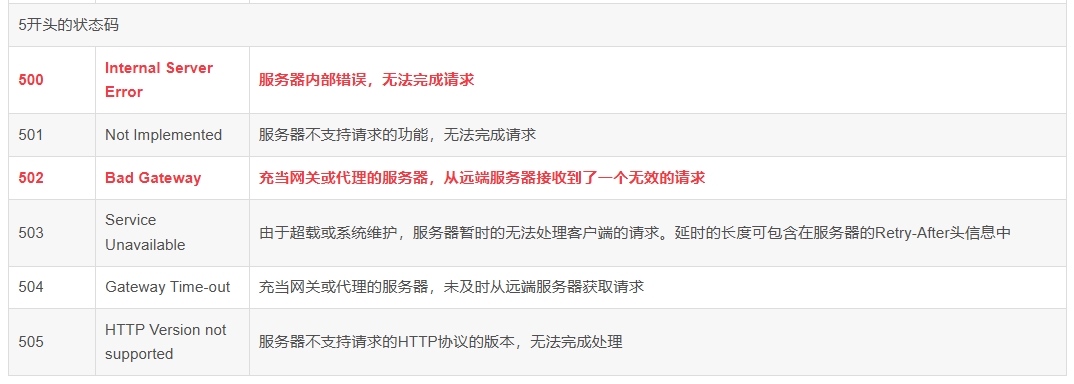 5开头的状态码
500
Internal Server
Error
服务器内部错误，无法完成请求
501
Not Implemented
服务器不支持请求的功能，无法完成请求
502
Bad Gateway
充当网关或代理的服务器，从远端服务器接收到了一个无效的请求
503
Service
Unavailable
由于超载或系统维护，服务器暂时的无法处理客户端的请求。延时的长度可包含在服务器的Retry-After头信息中
504
Gateway Time-out
充当网关或代理的服务器，未及时从远端服务器获取请求
505
HTTP Version not
supported
服务器不支持请求的HTTP协议的版本，无法完成处理